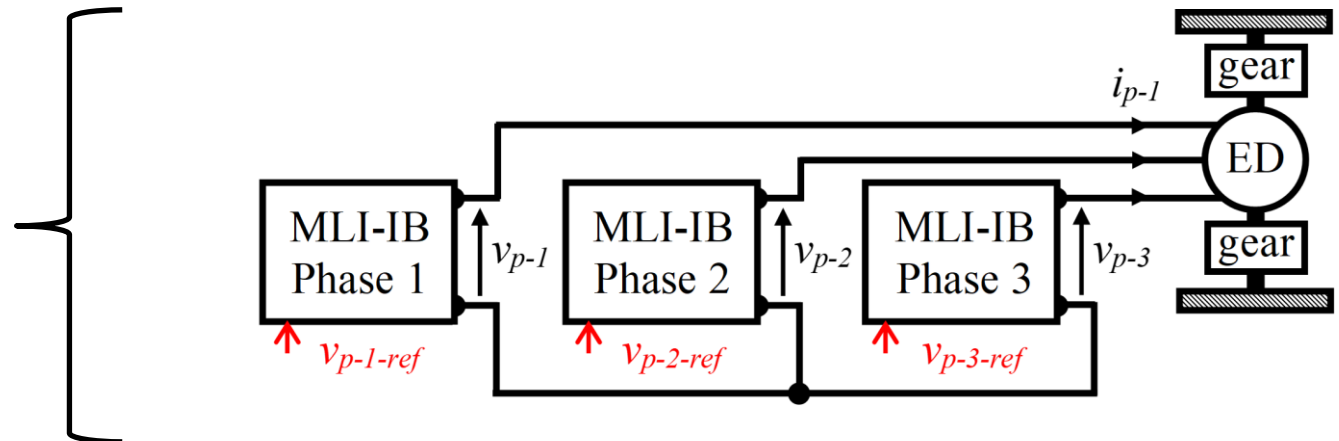 gear
i_{p-1}
ED
MLI-IB
Phase 1
v_{p-1}
MLI-IB
Phase 2
v_{p-2}
MLI-IB
Phase 3
v_{p-3}
gear
v_{p-1-ref}
v_{p-2-ref}
v_{p-3-ref}